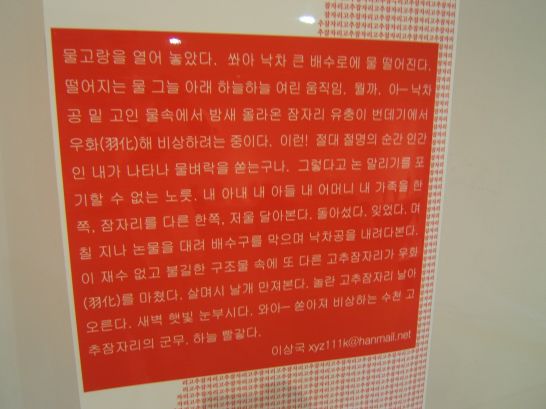 물고랑을 열어 놓았다. 쏴아 낙차 큰 배수로에 물 떨어진다.
떨어지는 물 그늘 아래 하늘하늘 여린 움직임. 뭘까. 아— 낙차
공 밑 고인 물속에서 밤새 올라온 잠자리 유충이 번데기에서
우화(羽化)해 비상하려는 중이다. 이런! 절대 절명의 순간 인간
인 내가 나타나 물벼락을 쏟는구나. 그렇다고 논 말리기를 포
기할 수 없는 노릇. 내 아내 내 아들 내 어머니 내 가족을 한
쪽, 잠자리를 다른 한쪽, 저울 달아본다. 돌아섰다. 잊었다. 며
칠 지나 논물을 대려 배수구를 막으며 낙차공을 내려다본다.
이 재수 없고 불길한 구조물 속에 또 다른 고추잠자리가 우화
(羽化)를 마쳤다. 살며시 날개 만져본다. 놀란 고추잠자리 날아
오른다. 새벽 햇빛 눈부시다. 와아— 쏟아져 비상하는 수천 고
추잠자리의 군무. 하늘 빨갛다.
이상국 xyz111k@hanmail.net